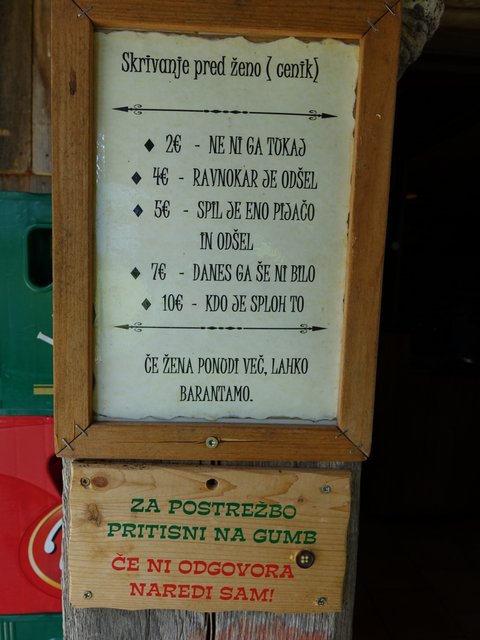 Skrivanje pred ženo ( cenik)
2€ - NE NI GA TUKAJ
4€ - RAVNOKAR JE ODŠEL
5€ - SPIL JE ENO PIJAČO
IN ODŠEL
7€ - DANES GA ŠE NI BILO
10€ - KDO JE SPLOH TO
ČE ŽENA PONUDI VEČ, LAHKO
BARANTAMO.
ZA POSTREŽBO
PRITISNI NA GUMB
ČE NI ODGOVORA
NAREDI SAM!